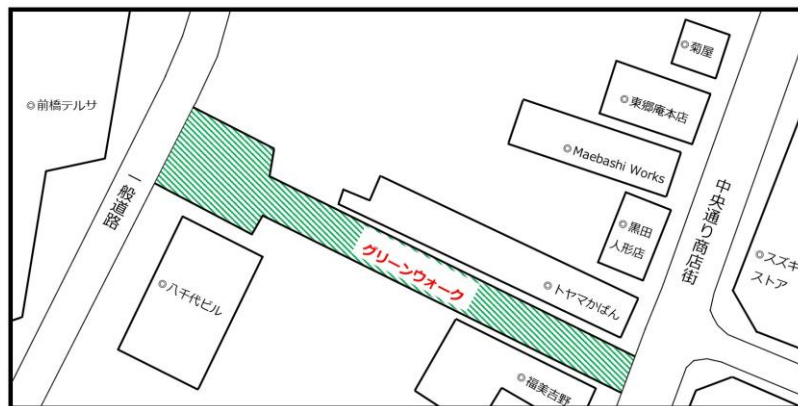 ◎菊屋
◎東郷庵本店
◎前橋テルサ
◎Maebashi Works
一般道路
中央通り商店街
◎黒田
人形店
◎スズキ
ストア
グリーンウォーク
◎トヤマかばん
◎八千代ビル
◎福美吉野